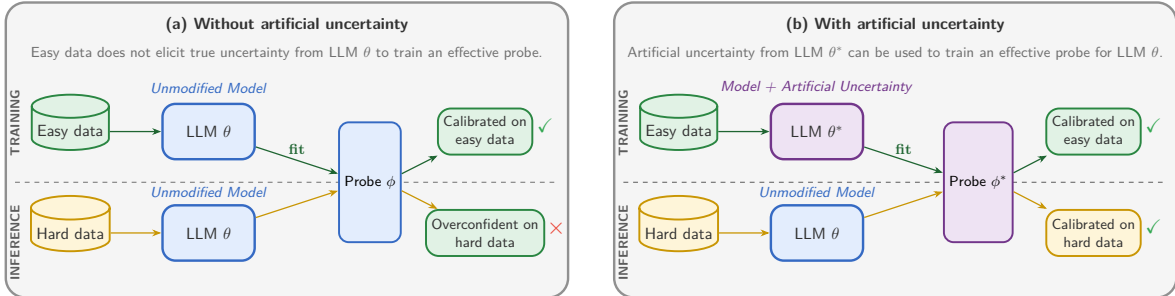 (a) Without artificial uncertainty
Easy data does not elicit true uncertainty from LLM θ to train an effective probe.
Unmodified Model
TRAINING
Easy data
LLM θ
fit
Calibrated on
easy data
✓
Probe ϕ
Unmodified Model
INFERENCE
Hard data
LLM θ
Overconfident on
hard data
×
(b) With artificial uncertainty
Artificial uncertainty from LLM θ* can be used to train an effective probe for LLM θ.
Model + Artificial Uncertainty
TRAINING
Easy data
LLM θ*
fit
Calibrated on
easy data
✓
Probe ϕ*
Unmodified Model
INFERENCE
Hard data
LLM θ
Calibrated on
hard data
✓